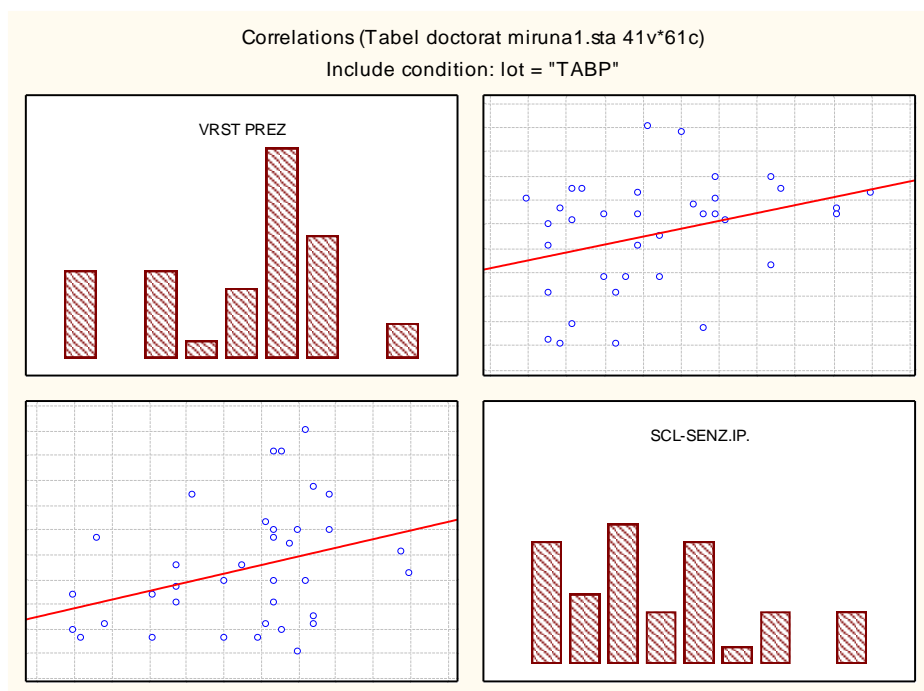 Correlations (Tabel doctorat miruna1.sta 41v*61c)
Include condition: lot = "TABP"
VRST PREZ
SCL-SENZ.IP.